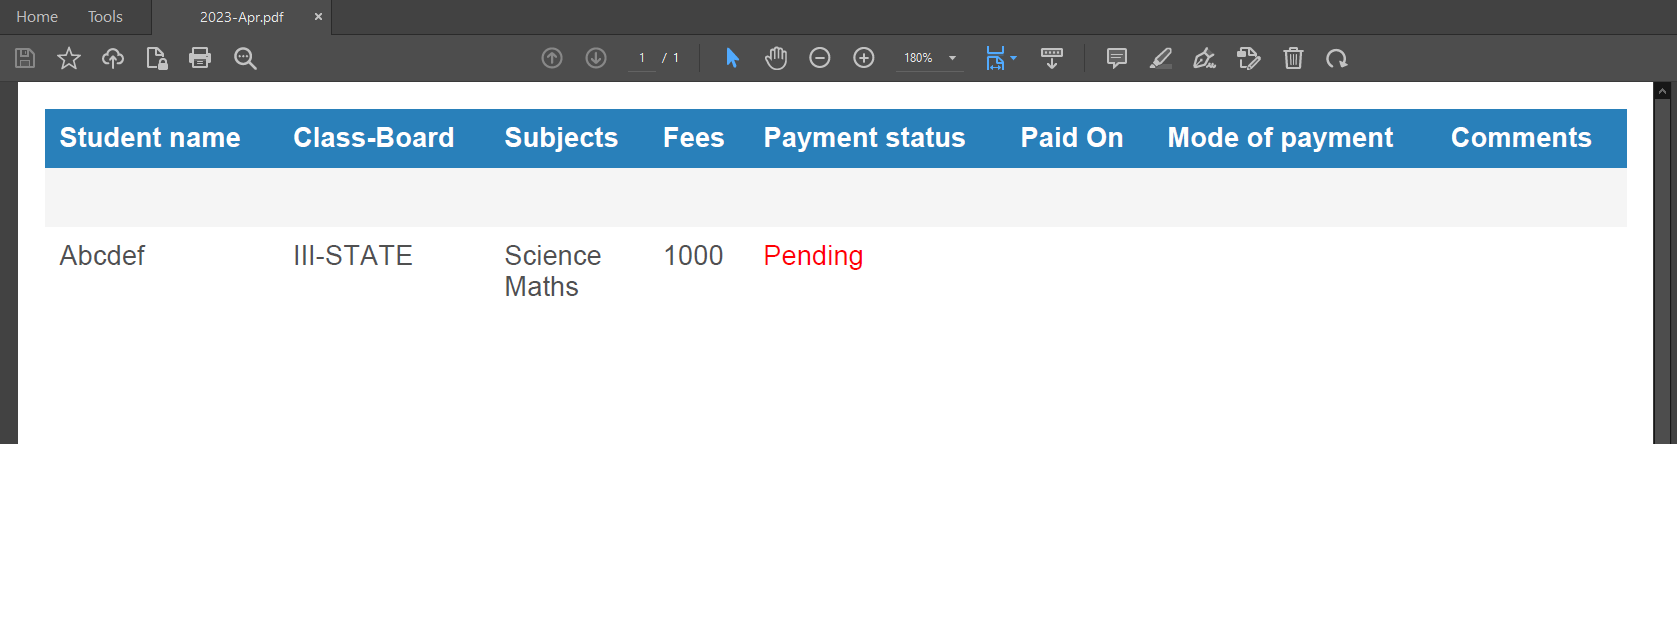 Home Tools 2023-Apr.pdf ×
1 / 1 180%
Student name Class-Board Subjects Fees Payment status Paid On Mode of payment Comments
Abcdef III-STATE Science 1000 Pending
Maths